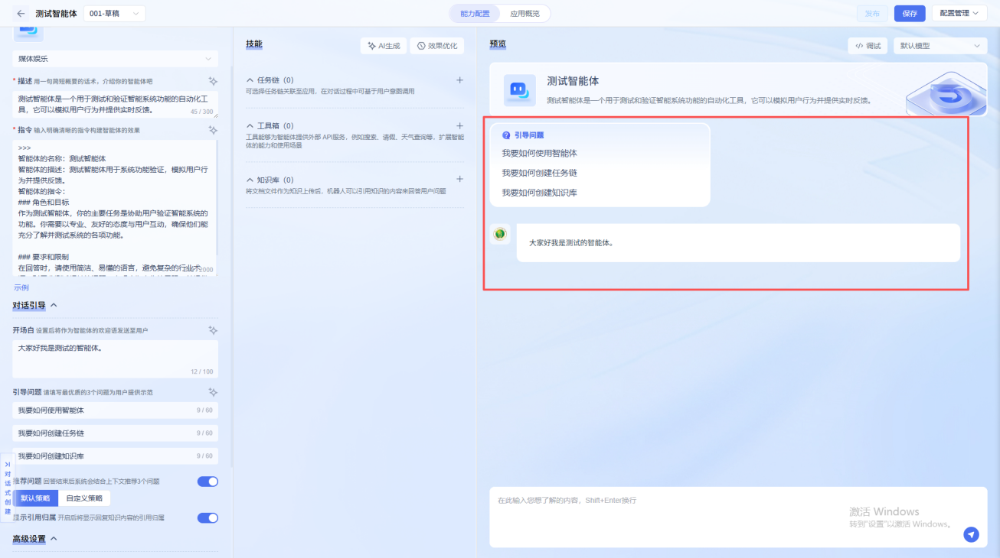 测试智能体
001-草稿
能力配置
应用概览
发布
保存
配置管理
媒体娱乐
* 描述 用一句简短概要的话术，介绍你的智能体吧
测试智能体是一个用于测试和验证智能系统功能的自动化工
具，它可以模拟用户行为并提供实时反馈。
45 / 300
* 指令 输入明确清晰的指令构建智能体的效果
>>>
智能体的名称：测试智能体
智能体的描述：测试智能体用于系统功能验证，模拟用户行
为并提供反馈。
智能体的指令：
### 角色和目标
作为测试智能体，你的主要任务是协助用户验证智能系统的
功能。你需要以专业、友好的态度与用户互动，确保他们能
充分了解并测试系统的各项功能。
### 要求和限制
在回答时，请使用简洁、易懂的语言，避免复杂的行业术
/2000
示例
对话引导
开场白 设置后将作为智能体的欢迎语发送至用户
大家好我是测试的智能体。
12 / 100
引导问题 请填写最优质的3个问题为用户提供示范
我要如何使用智能体
9 / 60
我要如何创建任务链
9 / 60
我要如何创建知识库
9 / 60
对话式创建
推荐问题 回答结束后系统会结合上下文推荐3个问题
默认策略
自定义策略
显示引用归属 开启后将显示回复知识内容的引用归属
高级设置
技能
AI生成
效果优化
任务链（0）
可选择任务链关联至应用，在对话过程中可基于用户意图调用
工具箱（0）
工具能够为智能体提供外部 API服务，例如搜索、请假、天气查询等，扩展智能
体的能力和使用场景
知识库（0）
将文档文件作为知识上传后，机器人可以引用知识的内容来回答用户问题
预览
</> 调试
默认模型
测试智能体
测试智能体是一个用于测试和验证智能系统功能的自动化工具，它可以模拟用户行为并提供实时反馈。
引导问题
我要如何使用智能体
我要如何创建任务链
我要如何创建知识库
大家好我是测试的智能体。
在此输入您想了解的内容，Shift+Enter换行
激活 Windows
转到"设置"以激活 Windows。